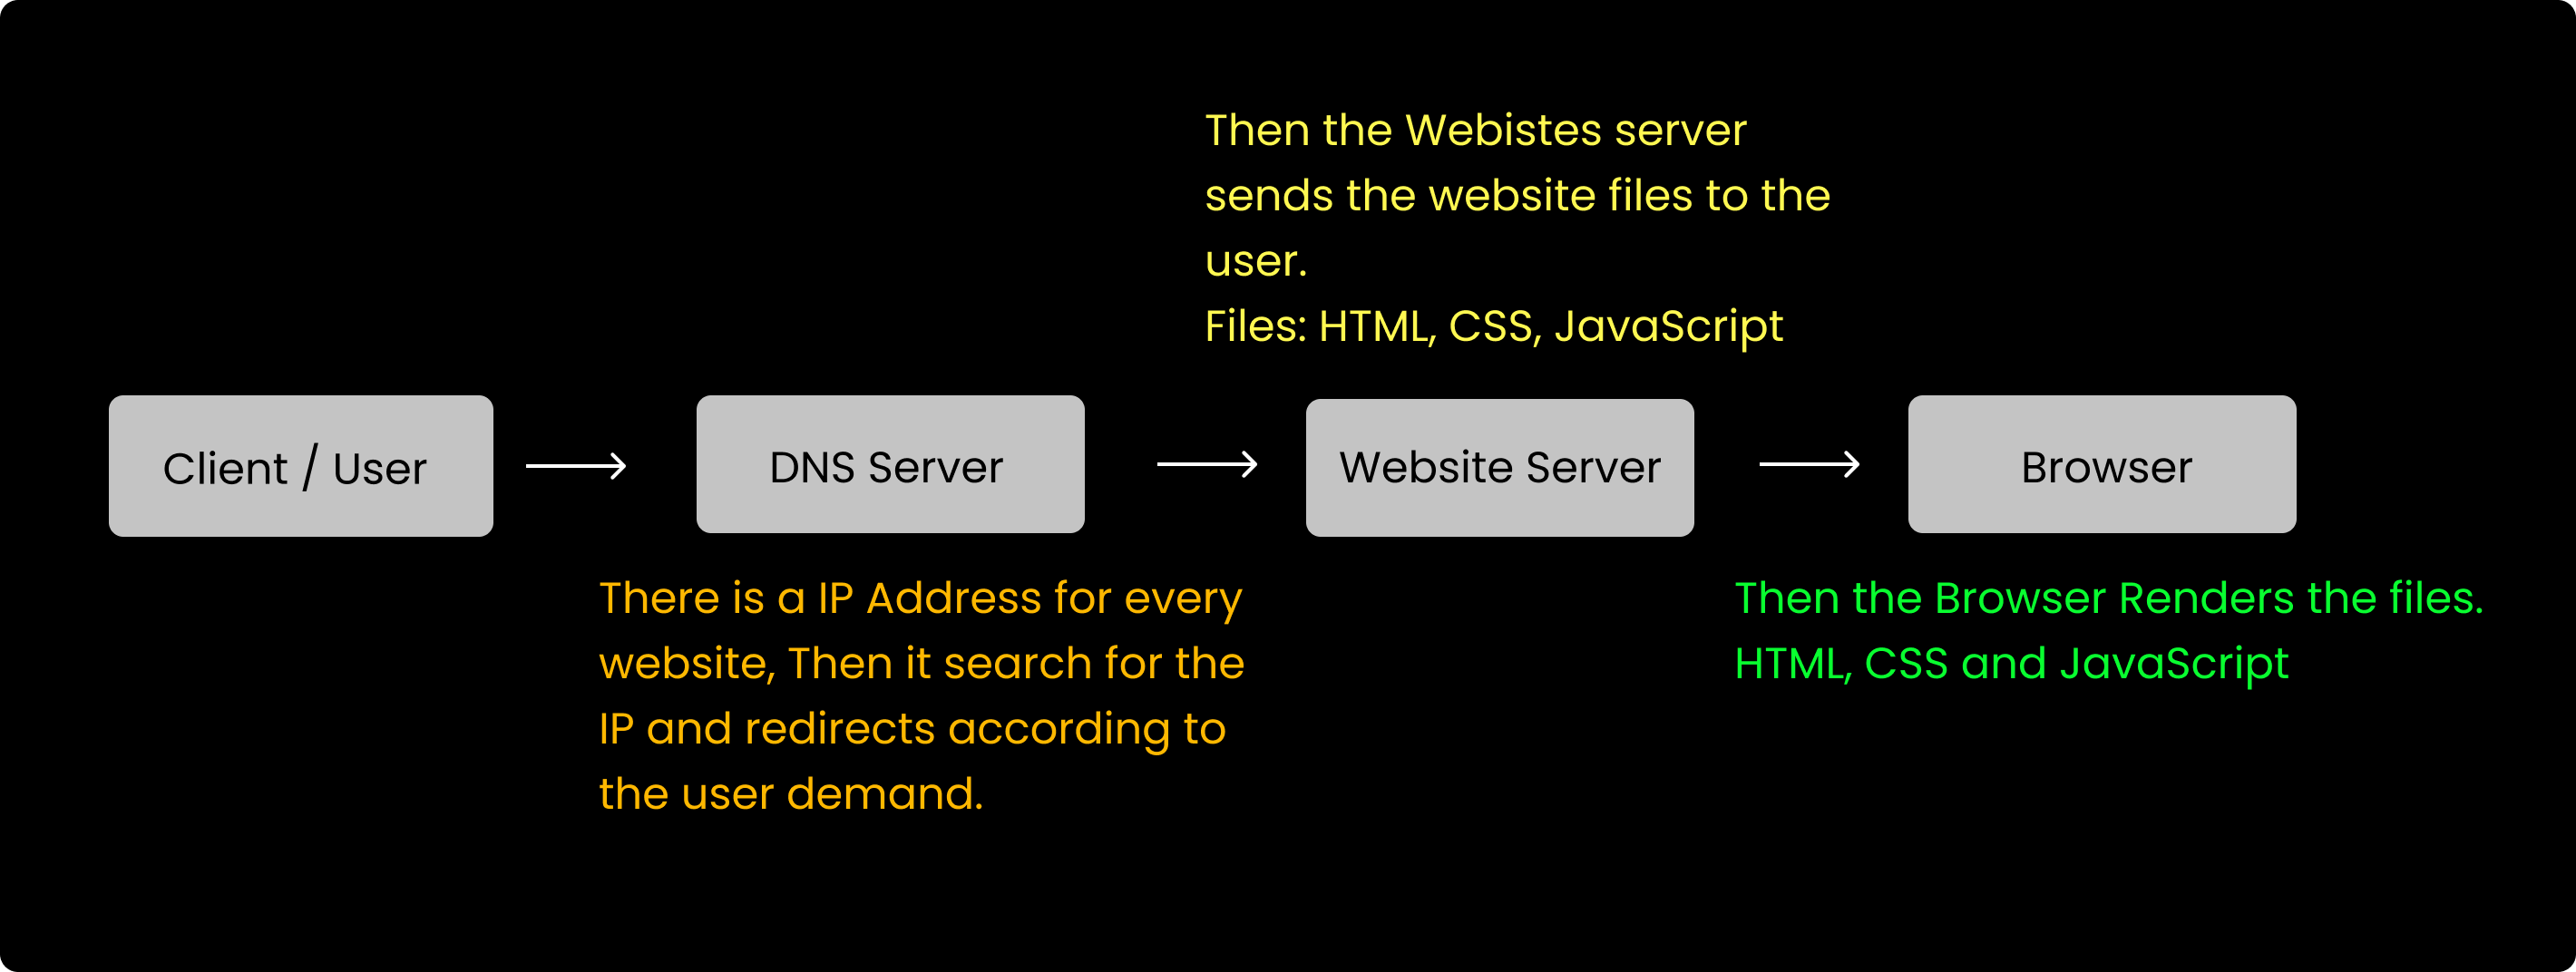 Then the Webistes server
sends the website files to the
user.
Files: HTML, CSS, JavaScript
Client / User
DNS Server
Website Server
Browser
There is a IP Address for every
website, Then it search for the
IP and redirects according to
the user demand.
Then the Browser Renders the files.
HTML, CSS and JavaScript